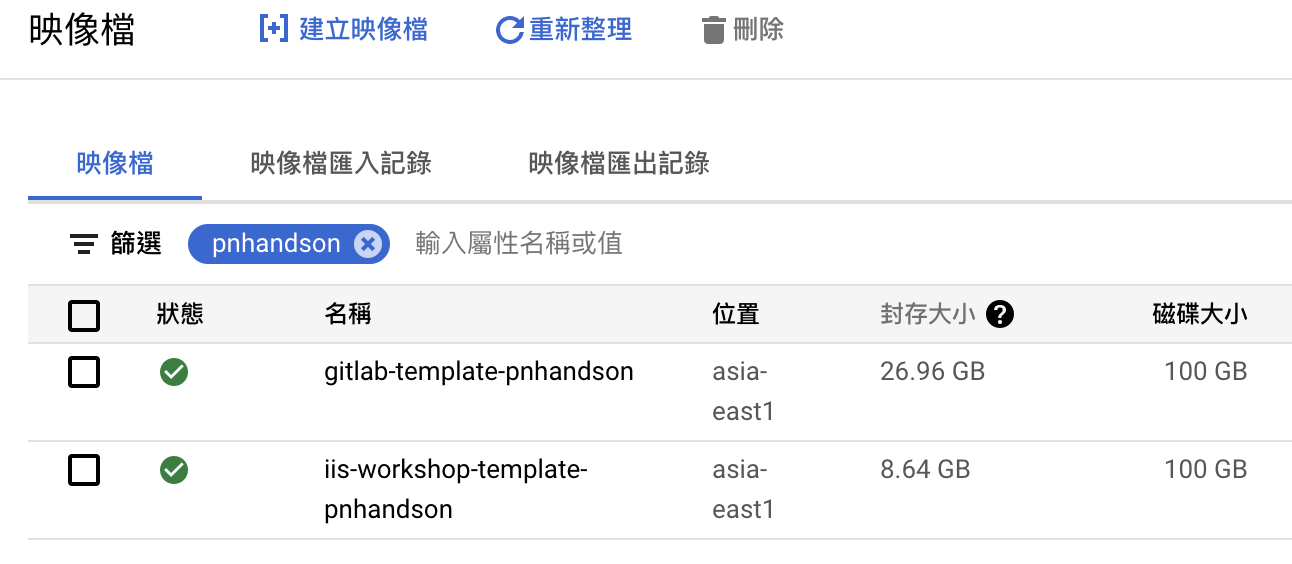 映像檔 建立映像檔 重新整理 刪除
映像檔 映像檔匯入記錄 映像檔匯出記錄
篩選 pnhandson 輸入屬性名稱或值
狀態 名稱 位置 封存大小 磁碟大小
gitlab-template-pnhandson asia- 26.96 GB 100 GB
east1
iis-workshop-template- asia- 8.64 GB 100 GB
pnhandson east1